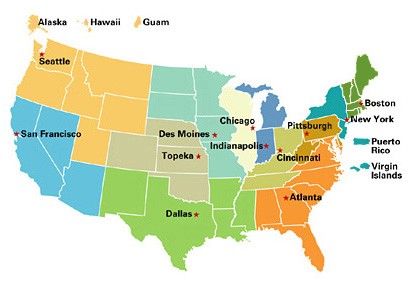 Alaska
Hawaii
Guam
Seattle
Boston
Chicago
Pittsburgh
New York
San Francisco
Des Moines
Indianapolis
Puerto
Rico
Topeka
Cincinnati
Virgin
Islands
Atlanta
Dallas